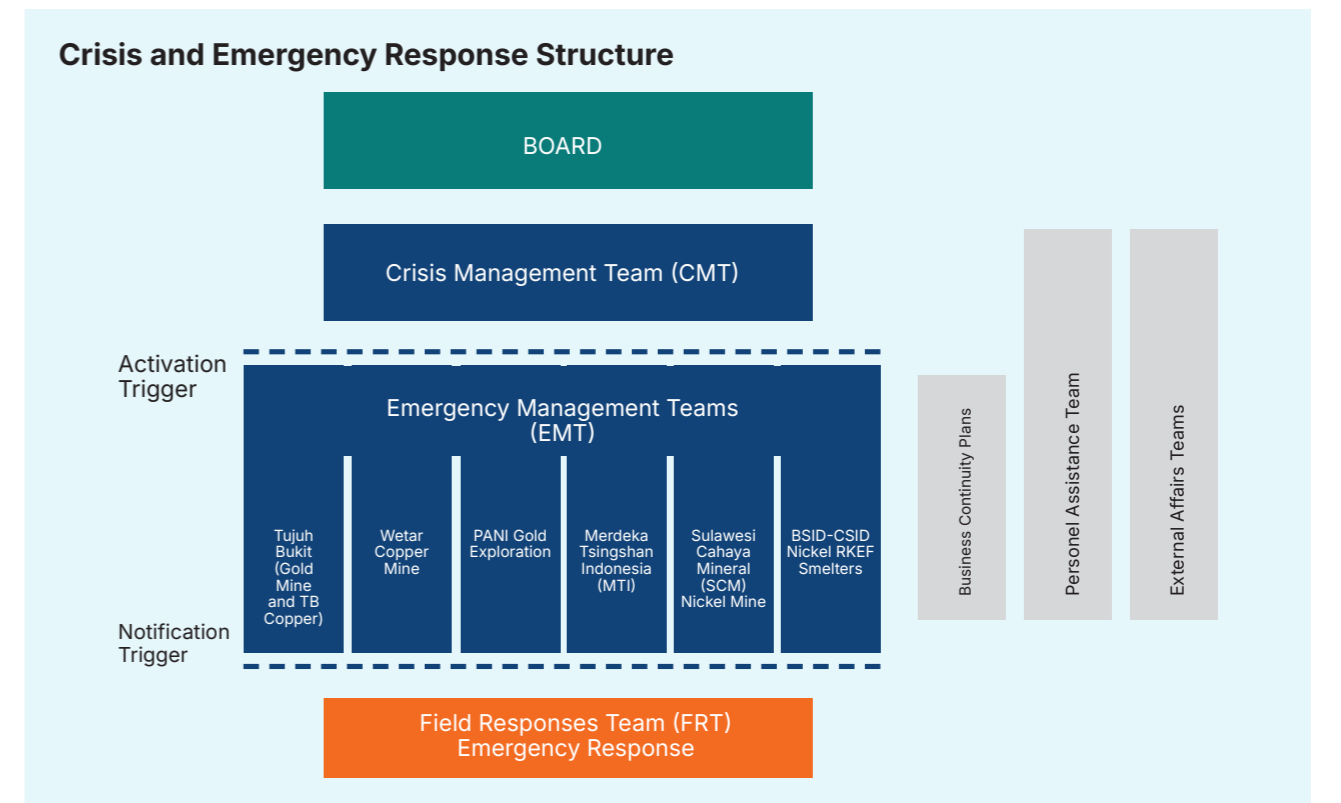 Crisis and Emergency Response Structure
BOARD
Crisis Management Team (CMT)
Activation
Trigger
Emergency Management Teams
(EMT)
Tujuh
Bukit
(Gold
Mine
and TB
Copper)
Wetar
Copper
Mine
PANI Gold
Exploration
Merdeka
Tsingshan
Indonesia
(MTI)
Sulawesi
Cahaya
Mineral
(SCM)
Nickel Mine
BSID-CSID
Nickel RKEF
Smelters
Notification
Trigger
Field Responses Team (FRT)
Emergency Response
Business Continuity Plans
Personel Assistance Team
External Affairs Teams